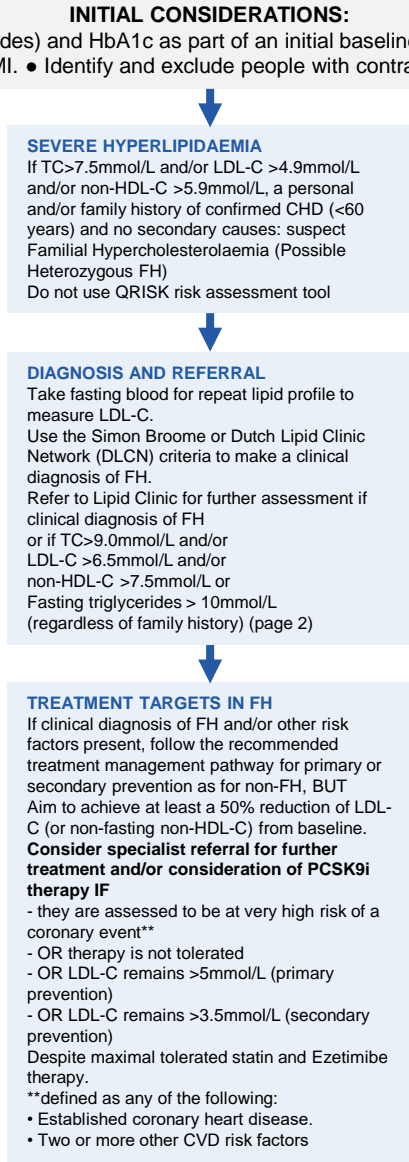 INITIAL CONSIDERATIONS:
des) and HbA1c as part of an initial baseline
MI. ● Identify and exclude people with contra
SEVERE HYPERLIPIDAEMIA
If TC>7.5mmol/L and/or LDL-C >4.9mmol/L
and/or non-HDL-C >5.9mmol/L, a personal
and/or family history of confirmed CHD (<60
years) and no secondary causes: suspect
Familial Hypercholesterolaemia (Possible
Heterozygous FH)
Do not use QRISK risk assessment tool
DIAGNOSIS AND REFERRAL
Take fasting blood for repeat lipid profile to
measure LDL-C.
Use the Simon Broome or Dutch Lipid Clinic
Network (DLCN) criteria to make a clinical
diagnosis of FH.
Refer to Lipid Clinic for further assessment if
clinical diagnosis of FH
or if TC>9.0mmol/L and/or
LDL-C >6.5mmol/L and/or
non-HDL-C >7.5mmol/L or
Fasting triglycerides > 10mmol/L
(regardless of family history) (page 2)
TREATMENT TARGETS IN FH
If clinical diagnosis of FH and/or other risk
factors present, follow the recommended
treatment management pathway for primary or
secondary prevention as for non-FH, BUT
Aim to achieve at least a 50% reduction of LDL-
C (or non-fasting non-HDL-C) from baseline.
Consider specialist referral for further
treatment and/or consideration of PCSK9i
therapy IF
- they are assessed to be at very high risk of a
coronary event**
- OR therapy is not tolerated
- OR LDL-C remains >5mmol/L (primary
prevention)
- OR LDL-C remains >3.5mmol/L (secondary
prevention)
Despite maximal tolerated statin and Ezetimibe
therapy.
**defined as any of the following:
• Established coronary heart disease.
• Two or more other CVD risk factors